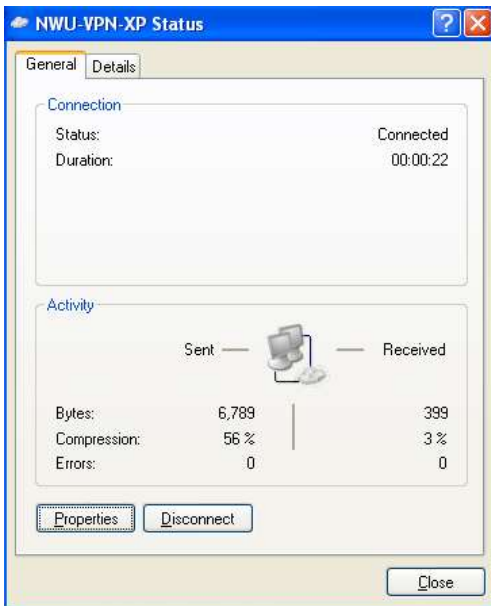 NWU-VPN-XP Status
General Details
Connection
Status: Connected
Duration: 00:00:22
Activity
Sent Received
Bytes: 6,789 399
Compression: 56 % 3 %
Errors: 0 0
Properties Disconnect
Close